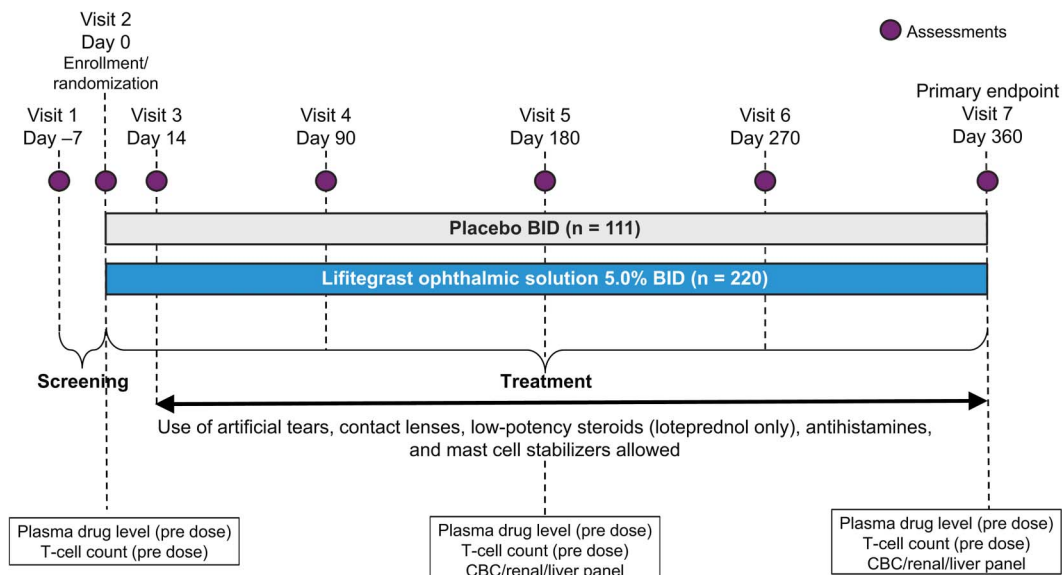 Visit 2
Day 0
Enrollment/
randomization
Assessments
Visit 1
Day –7
Visit 3
Day 14
Visit 4
Day 90
Visit 5
Day 180
Visit 6
Day 270
Primary endpoint
Visit 7
Day 360
Placebo BID (n = 111)
Lifitegrast ophthalmic solution 5.0% BID (n = 220)
Screening
Treatment
Use of artificial tears, contact lenses, low-potency steroids (loteprednol only), antihistamines,
and mast cell stabilizers allowed
Plasma drug level (pre dose)
T-cell count (pre dose)
Plasma drug level (pre dose)
T-cell count (pre dose)
CBC/renal/liver panel
Plasma drug level (pre dose)
T-cell count (pre dose)
CBC/renal/liver panel